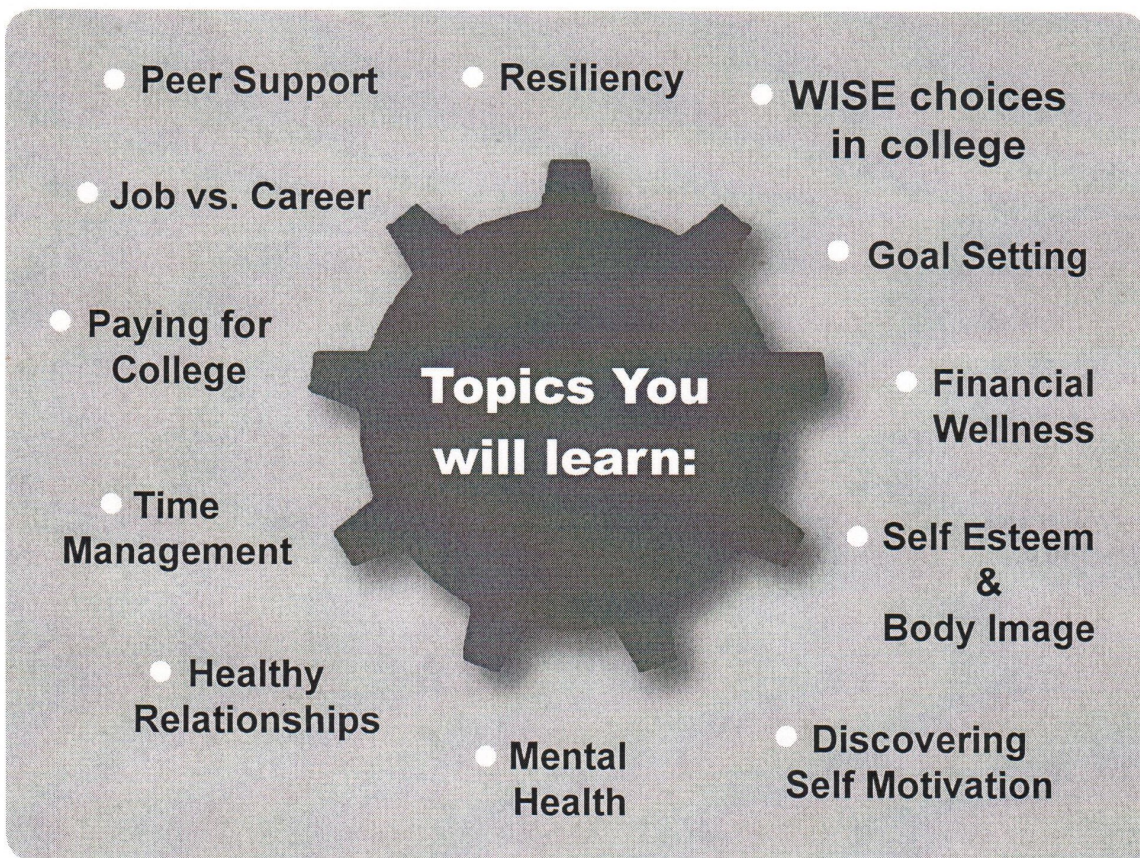 Topics You
will learn:
Peer Support
Resiliency
WISE choices
in college
Job vs. Career
Goal Setting
Paying for
College
Financial
Wellness
Time
Management
Self Esteem
&
Body Image
Healthy
Relationships
Mental
Health
Discovering
Self Motivation